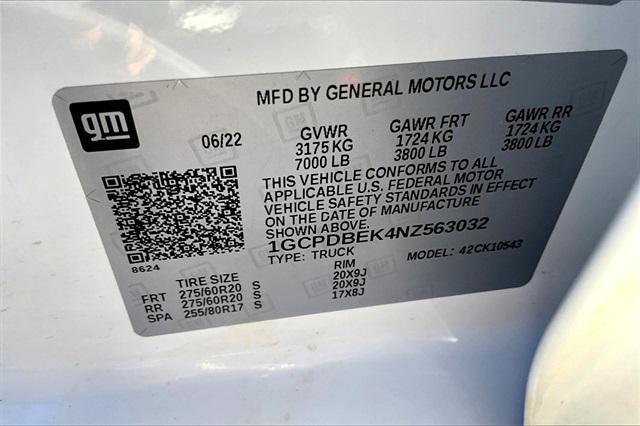 MFD BY GENERAL MOTORS LLC
gm
06/22 GVWR GAWR FRT GAWR RR
3175 KG 1724 KG 1724 KG
7000 LB 3800 LB 3800 LB
THIS VEHICLE CONFORMS TO ALL
APPLICABLE U.S. FEDERAL MOTOR
VEHICLE SAFETY STANDARDS IN EFFECT
ON THE DATE OF MANUFACTURE
SHOWN ABOVE.
1GCPDBEK4NZ563032
TYPE: TRUCK MODEL: 42CK10543
8624
TIRE SIZE RIM
FRT 275/60R20 S 20X9J
RR 275/60R20 S 20X9J
SPA 255/80R17 S 17X8J